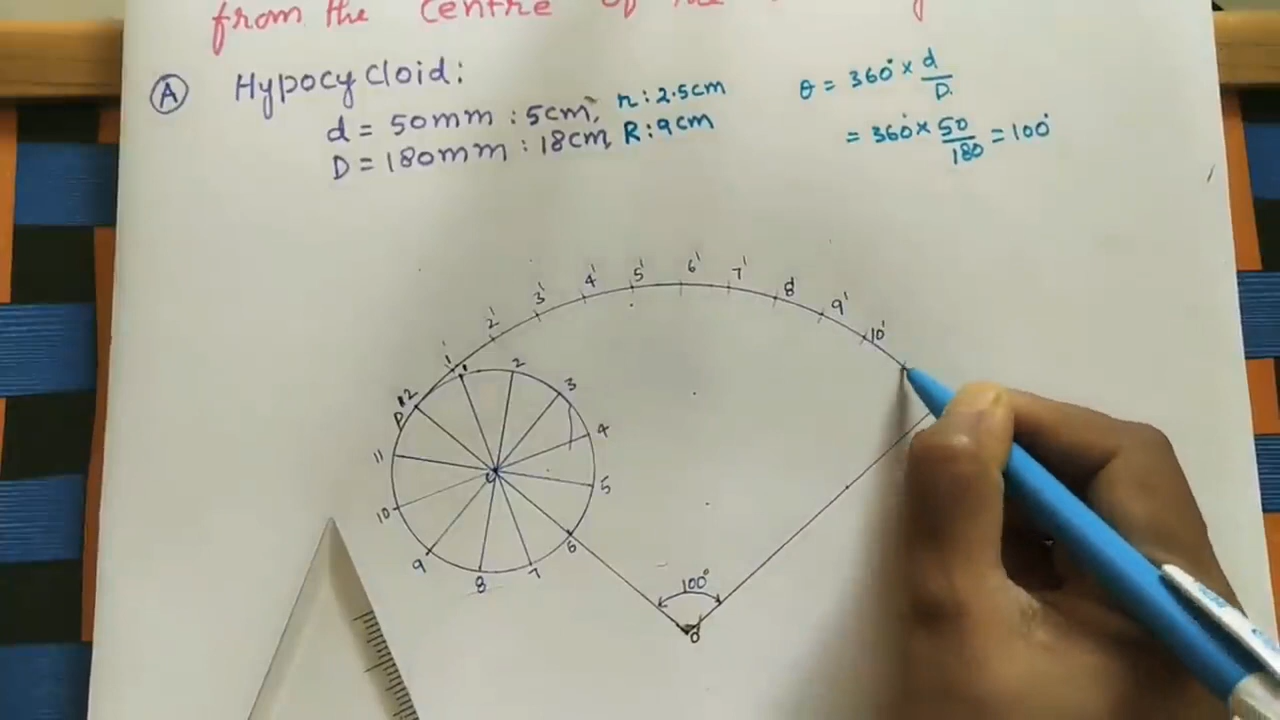 from the centre of the
Ⓐ Hypocycloid:
d = 50mm : 5cm, r : 2.5cm
D = 180mm : 18cm, R : 9cm
θ = 360° × d/D
= 360° × 50/180 = 100°
1' 2' 3' 4' 5' 6' 7' 8' 9' 10'
P 12 1 2 3 4 5 6 7 8 9 10 11
C
100°
O